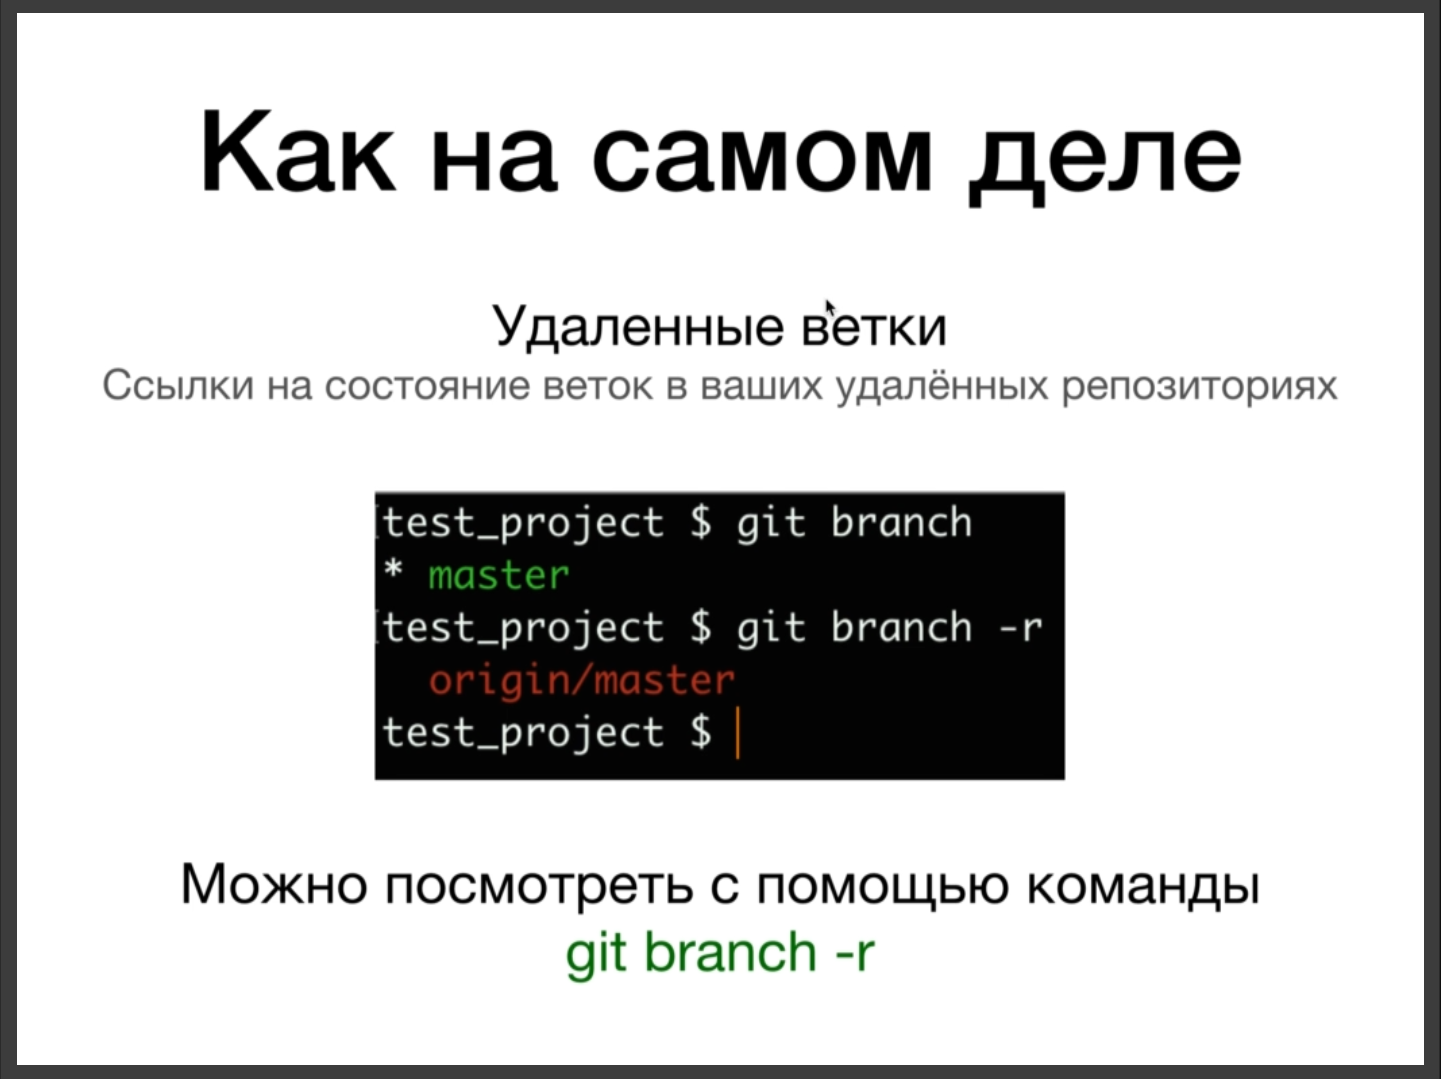 Как на самом деле
Удаленные ветки
Ссылки на состояние веток в ваших удалённых репозиториях
test_project $ git branch
* master
test_project $ git branch -r
origin/master
test_project $
Можно посмотреть с помощью команды
git branch -r